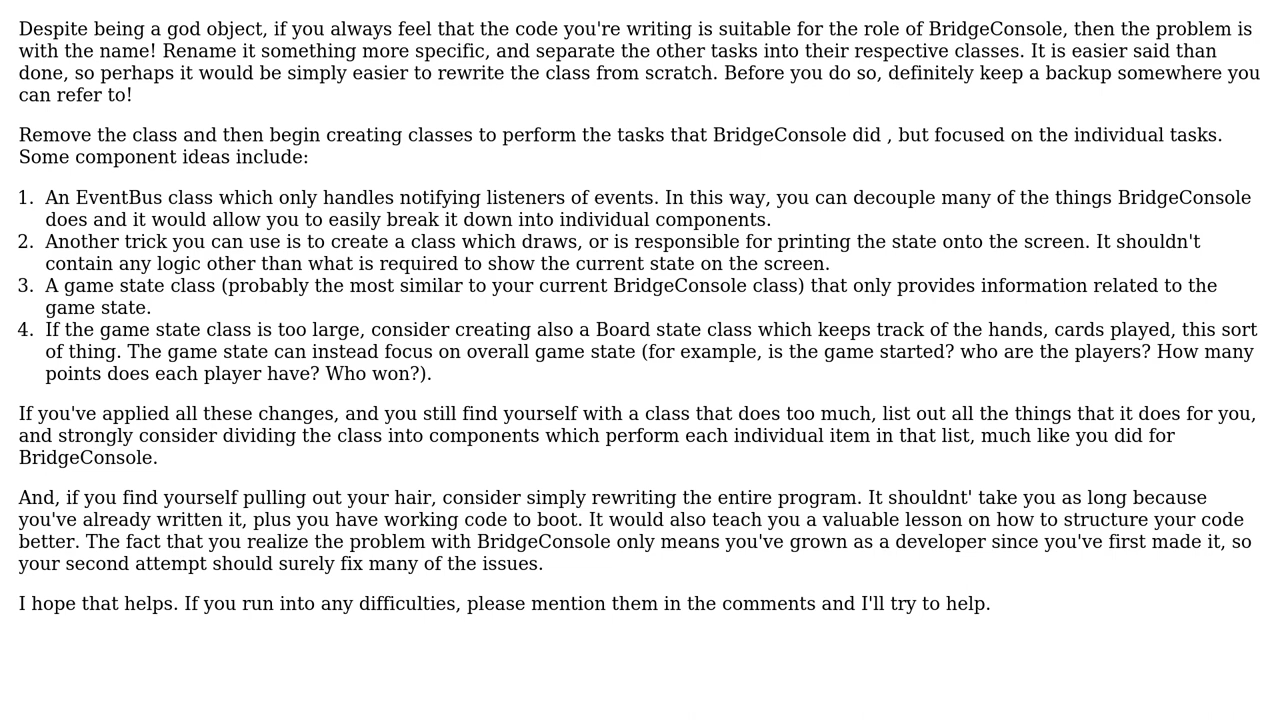 Despite being a god object, if you always feel that the code you're writing is suitable for the role of BridgeConsole, then the problem is
with the name! Rename it something more specific, and separate the other tasks into their respective classes. It is easier said than
done, so perhaps it would be simply easier to rewrite the class from scratch. Before you do so, definitely keep a backup somewhere you
can refer to!
Remove the class and then begin creating classes to perform the tasks that BridgeConsole did , but focused on the individual tasks.
Some component ideas include:
1. An EventBus class which only handles notifying listeners of events. In this way, you can decouple many of the things BridgeConsole
does and it would allow you to easily break it down into individual components.
2. Another trick you can use is to create a class which draws, or is responsible for printing the state onto the screen. It shouldn't
contain any logic other than what is required to show the current state on the screen.
3. A game state class (probably the most similar to your current BridgeConsole class) that only provides information related to the
game state.
4. If the game state class is too large, consider creating also a Board state class which keeps track of the hands, cards played, this sort
of thing. The game state can instead focus on overall game state (for example, is the game started? who are the players? How many
points does each player have? Who won?).
If you've applied all these changes, and you still find yourself with a class that does too much, list out all the things that it does for you,
and strongly consider dividing the class into components which perform each individual item in that list, much like you did for
BridgeConsole.
And, if you find yourself pulling out your hair, consider simply rewriting the entire program. It shouldnt' take you as long because
you've already written it, plus you have working code to boot. It would also teach you a valuable lesson on how to structure your code
better. The fact that you realize the problem with BridgeConsole only means you've grown as a developer since you've first made it, so
your second attempt should surely fix many of the issues.
I hope that helps. If you run into any difficulties, please mention them in the comments and I'll try to help.